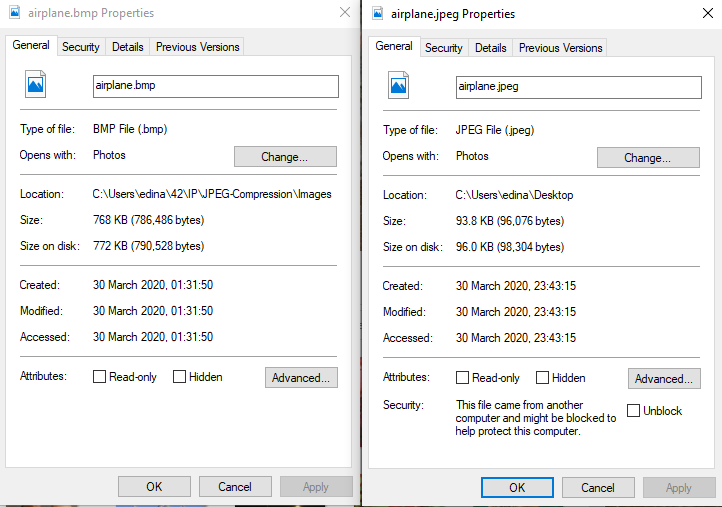 airplane.bmp Properties
General Security Details Previous Versions
airplane.bmp
Type of file: BMP File (.bmp)
Opens with: Photos Change...
Location: C:\Users\edina\42\IP\JPEG-Compression\Images
Size: 768 KB (786,486 bytes)
Size on disk: 772 KB (790,528 bytes)
Created: 30 March 2020, 01:31:50
Modified: 30 March 2020, 01:31:50
Accessed: 30 March 2020, 01:31:50
Attributes: Read-only Hidden Advanced...
OK Cancel Apply
airplane.jpeg Properties
General Security Details Previous Versions
airplane.jpeg
Type of file: JPEG File (.jpeg)
Opens with: Photos Change...
Location: C:\Users\edina\Desktop
Size: 93.8 KB (96,076 bytes)
Size on disk: 96.0 KB (98,304 bytes)
Created: 30 March 2020, 23:43:15
Modified: 30 March 2020, 23:43:15
Accessed: 30 March 2020, 23:43:15
Attributes: Read-only Hidden Advanced...
Security: This file came from another
computer and might be blocked to
help protect this computer.
Unblock
OK Cancel Apply